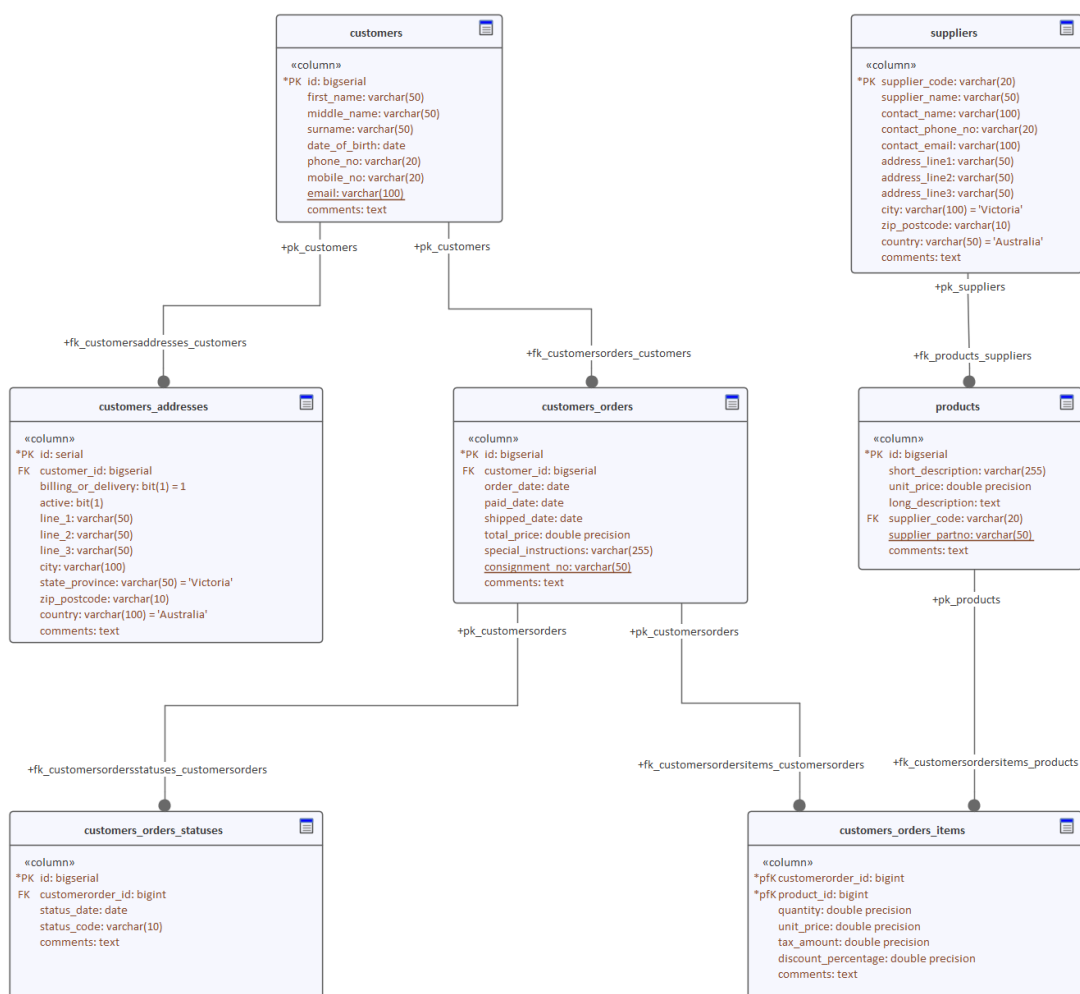 customers
«column»
*PK id: bigserial
first_name: varchar(50)
middle_name: varchar(50)
surname: varchar(50)
date_of_birth: date
phone_no: varchar(20)
mobile_no: varchar(20)
email: varchar(100)
comments: text
suppliers
«column»
*PK supplier_code: varchar(20)
supplier_name: varchar(50)
contact_name: varchar(100)
contact_phone_no: varchar(20)
contact_email: varchar(100)
address_line1: varchar(50)
address_line2: varchar(50)
address_line3: varchar(50)
city: varchar(100) = 'Victoria'
zip_postcode: varchar(10)
country: varchar(50) = 'Australia'
comments: text
+pk_customers
+pk_customers
+pk_suppliers
+fk_customersaddresses_customers
+fk_customersorders_customers
+fk_products_suppliers
customers_addresses
«column»
*PK id: serial
FK customer_id: bigserial
billing_or_delivery: bit(1) = 1
active: bit(1)
line_1: varchar(50)
line_2: varchar(50)
line_3: varchar(50)
city: varchar(100)
state_province: varchar(50) = 'Victoria'
zip_postcode: varchar(10)
country: varchar(100) = 'Australia'
comments: text
customers_orders
«column»
*PK id: bigserial
FK customer_id: bigserial
order_date: date
paid_date: date
shipped_date: date
total_price: double precision
special_instructions: varchar(255)
consignment_no: varchar(50)
comments: text
products
«column»
*PK id: bigserial
short_description: varchar(255)
unit_price: double precision
long_description: text
FK supplier_code: varchar(20)
supplier_partno: varchar(50)
comments: text
+pk_products
+pk_customersorders
+pk_customersorders
+fk_customersordersstatuses_customersorders
+fk_customersordersitems_customersorders
+fk_customersordersitems_products
customers_orders_statuses
«column»
*PK id: bigserial
FK customerorder_id: bigint
status_date: date
status_code: varchar(10)
comments: text
customers_orders_items
«column»
*pfK customerorder_id: bigint
*pfK product_id: bigint
quantity: double precision
unit_price: double precision
tax_amount: double precision
discount_percentage: double precision
comments: text